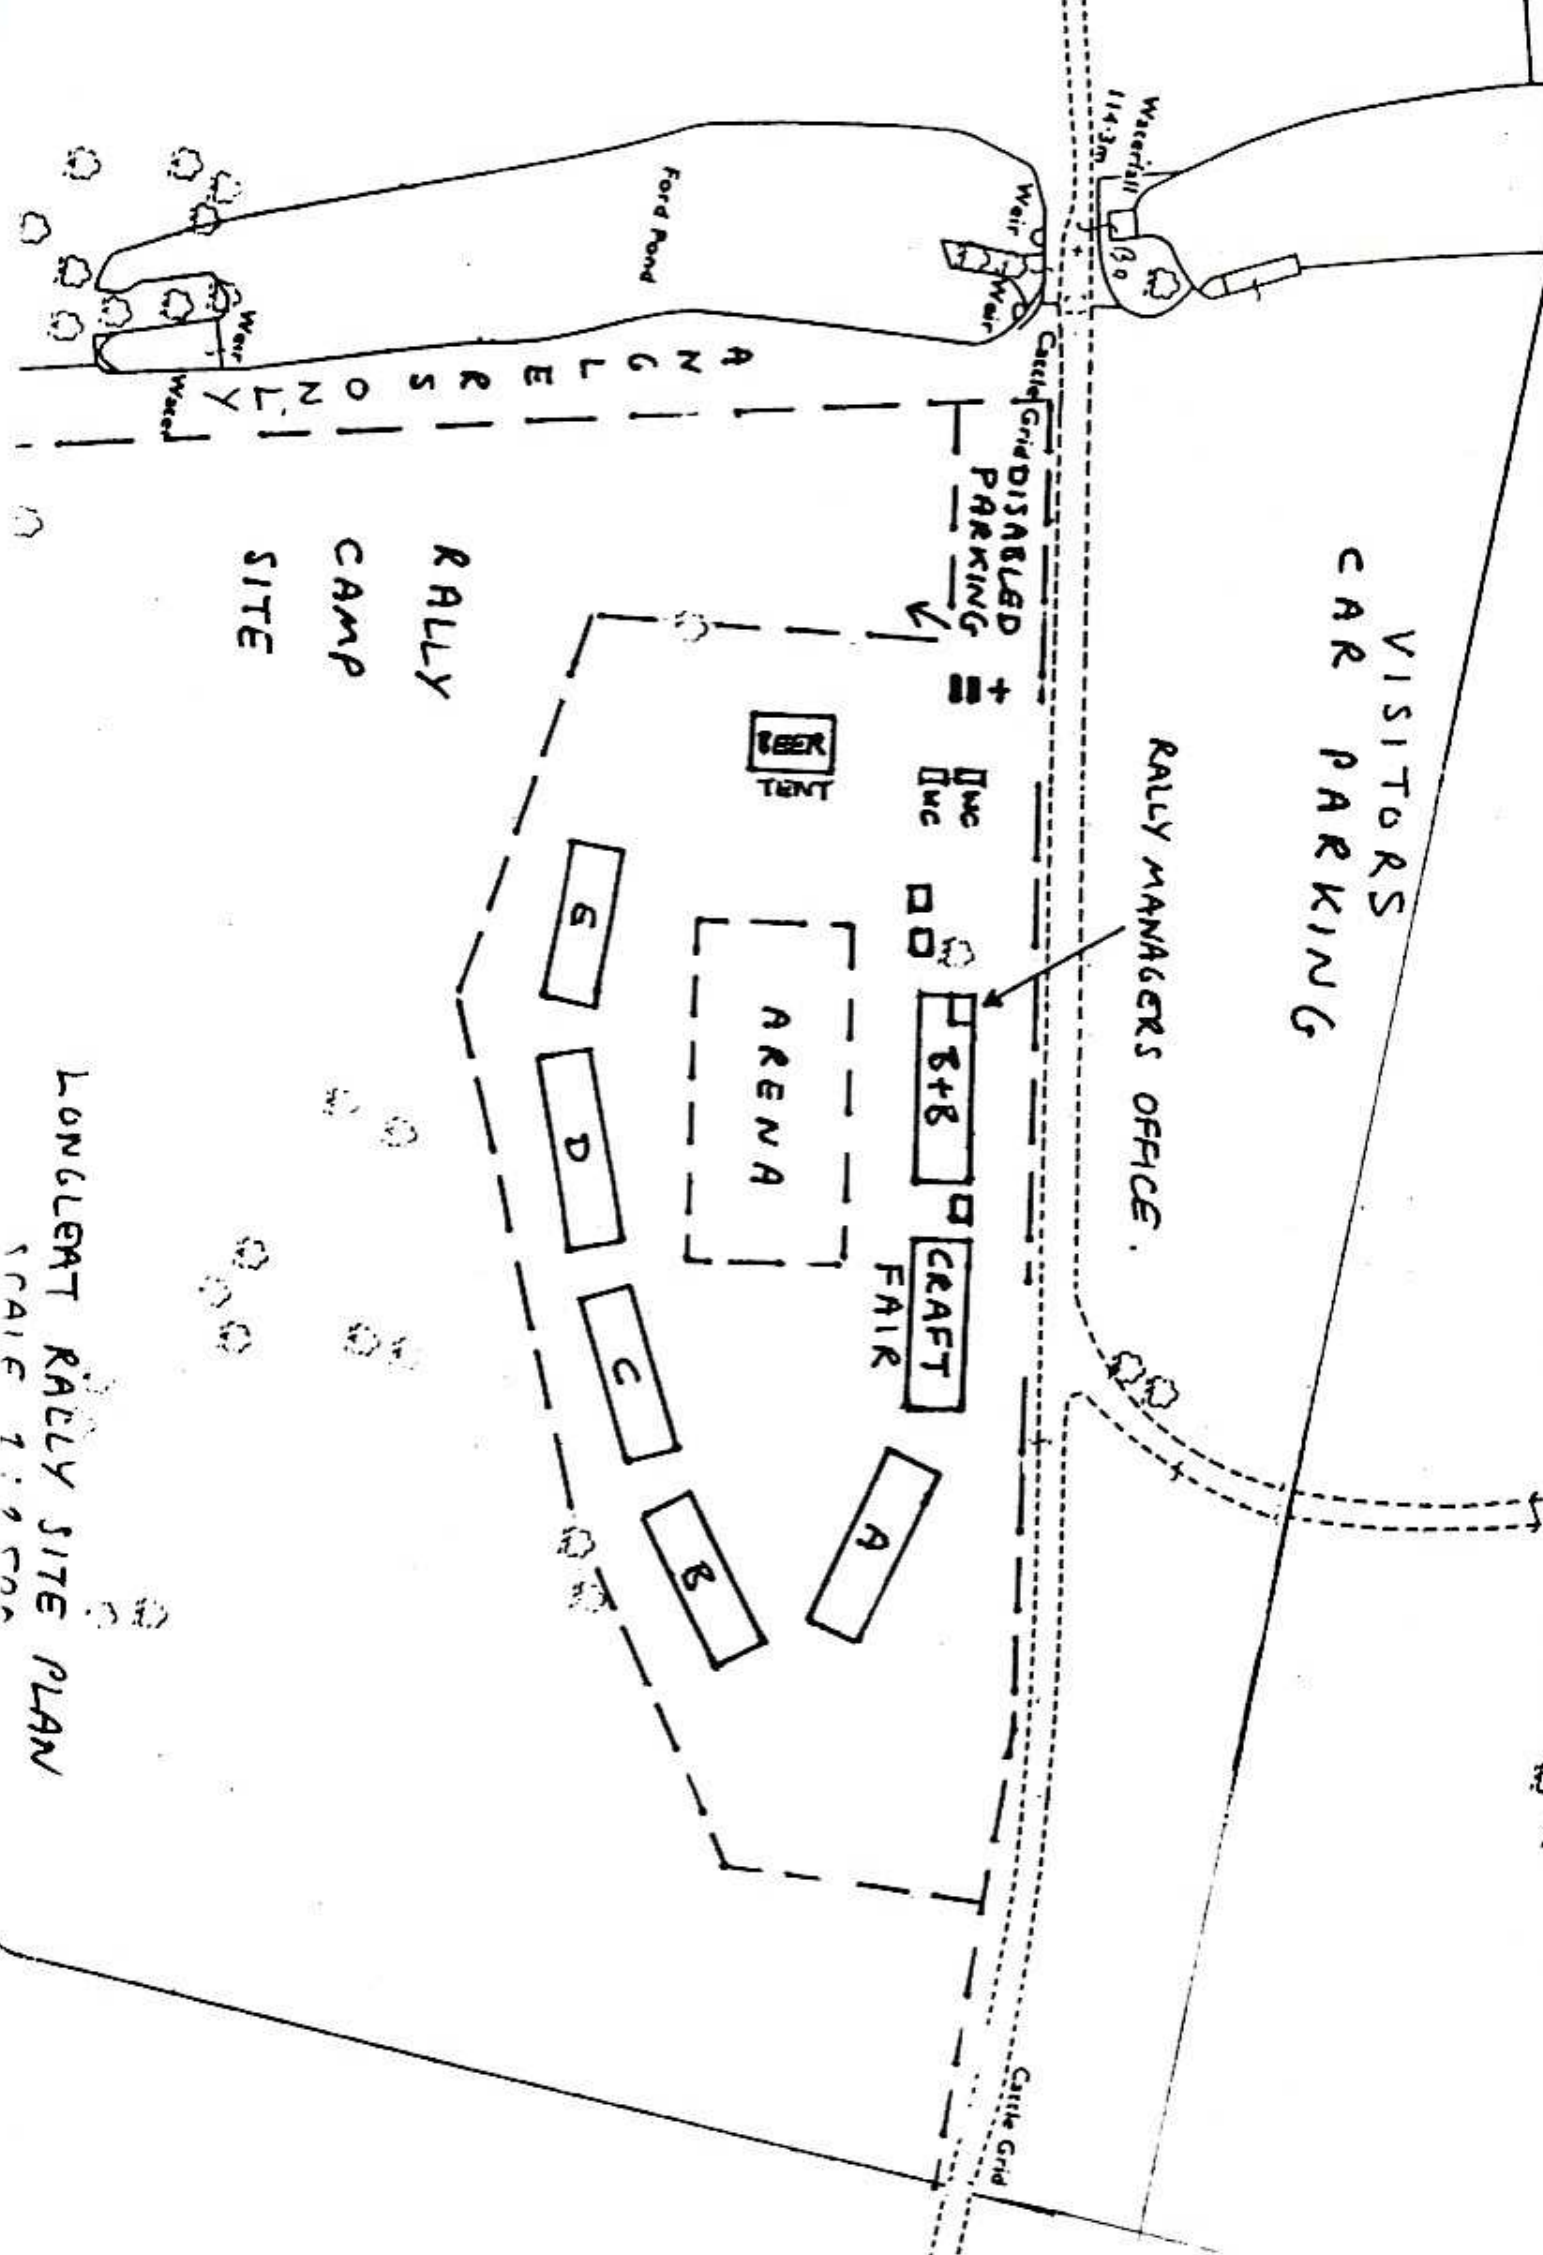 VISITORS
CAR PARKING
RALLY MANAGERS OFFICE.
Waterfall
114.3m
Weir
Weir
Cattle Grid
DISABLED
PARKING
WC
WC
B+B
CRAFT
FAIR
Cattle Grid
Ford Pond
BEER
TENT
ARENA
A
B
C
D
ANGLERS ONLY
Weir
Water
RALLY
CAMP
SITE
LONGLEAT RALLY SITE PLAN